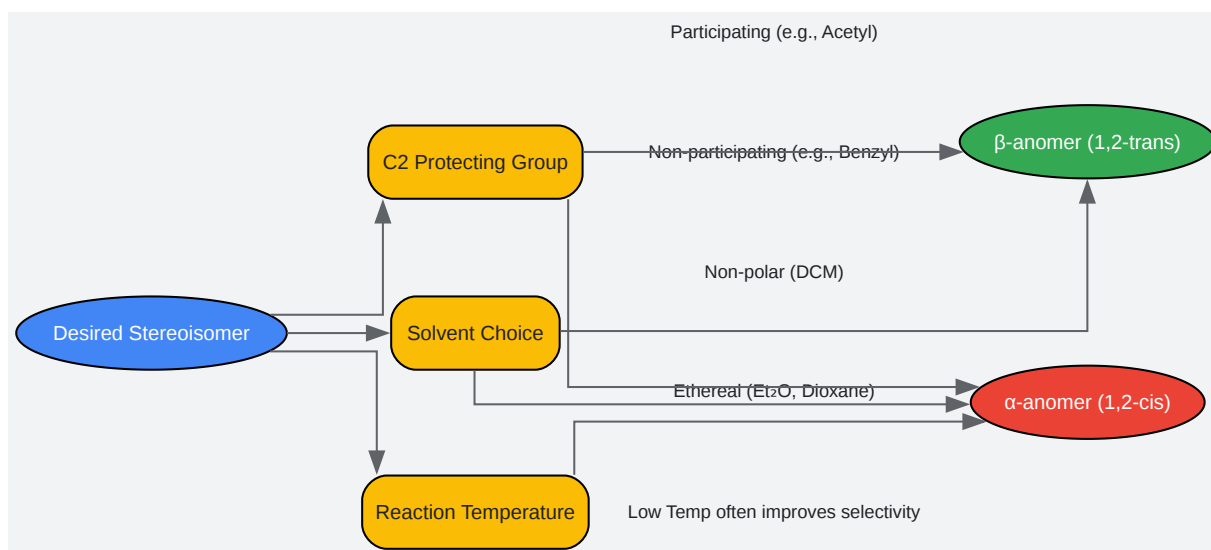 Participating (e.g., Acetyl)
β-anomer (1,2-trans)
C2 Protecting Group
Non-participating (e.g., Benzyl)
Non-polar (DCM)
Desired Stereoisomer
Solvent Choice
Ethereal (Et₂O, Dioxane)
α-anomer (1,2-cis)
Reaction Temperature
Low Temp often improves selectivity